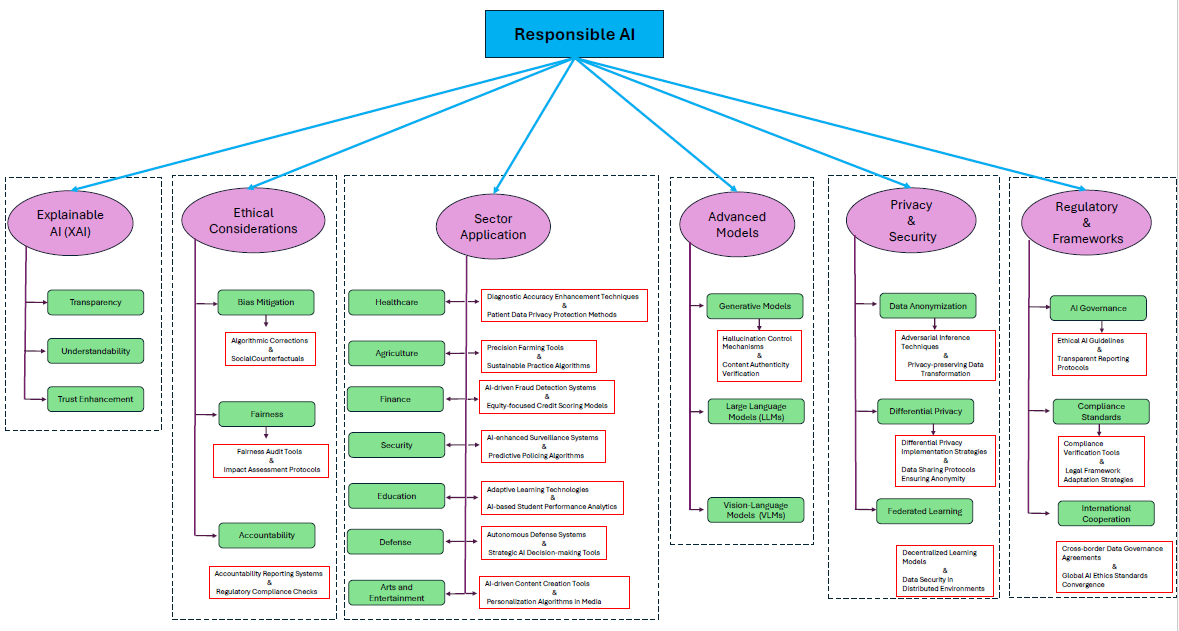 Responsible AI
Explainable
AI (XAI)
Transparency
Understandability
Trust Enhancement
Ethical
Considerations
Bias Mitigation
Algorithmic Corrections
&
SocialCounterfactuals
Fairness
Fairness Audit Tools
&
Impact Assessment Protocols
Accountability
Accountability Reporting Systems
&
Regulatory Compliance Checks
Sector
Application
Healthcare
Diagnostic Accuracy Enhancement Techniques
&
Patient Data Privacy Protection Methods
Agriculture
Precision Farming Tools
&
Sustainable Practice Algorithms
Finance
AI-driven Fraud Detection Systems
&
Equity-focused Credit Scoring Models
Security
AI-enhanced Surveillance Systems
&
Predictive Policing Algorithms
Education
Adaptive Learning Technologies
&
AI-based Student Performance Analytics
Defense
Autonomous Defense Systems
&
Strategic AI Decision-making Tools
Arts and
Entertainment
AI-driven Content Creation Tools
&
Personalization Algorithms in Media
Advanced
Models
Generative Models
Hallucination Control
Mechanisms
&
Content Authenticity
Verification
Large Language
Models (LLMs)
Vision-Language
Models (VLMs)
Privacy
&
Security
Data Anonymization
Adversarial Inference
Techniques
&
Privacy-preserving Data
Transformation
Differential Privacy
Differential Privacy
Implementation Strategies
&
Data Sharing Protocols
Ensuring Anonymity
Federated Learning
Decentralized Learning
Models
&
Data Security in
Distributed Environments
Regulatory
&
Frameworks
AI Governance
Ethical AI Guidelines
&
Transparent Reporting
Protocols
Compliance
Standards
Compliance
Verification Tools
&
Legal Framework
Adaptation Strategies
International
Cooperation
Cross-border Data Governance
Agreements
&
Global AI Ethics Standards
Convergence